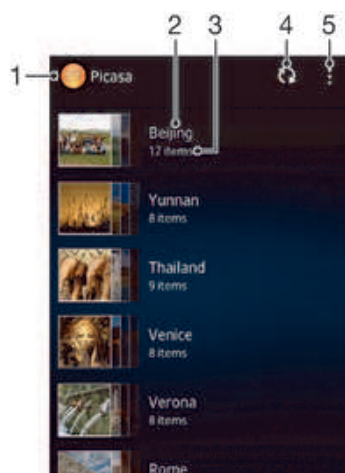 2 3 4 5
1 Picasa
Beijing
12 items
Yunnan
8 items
Thailand
9 items
Venice
8 items
Verona
8 items
Rome